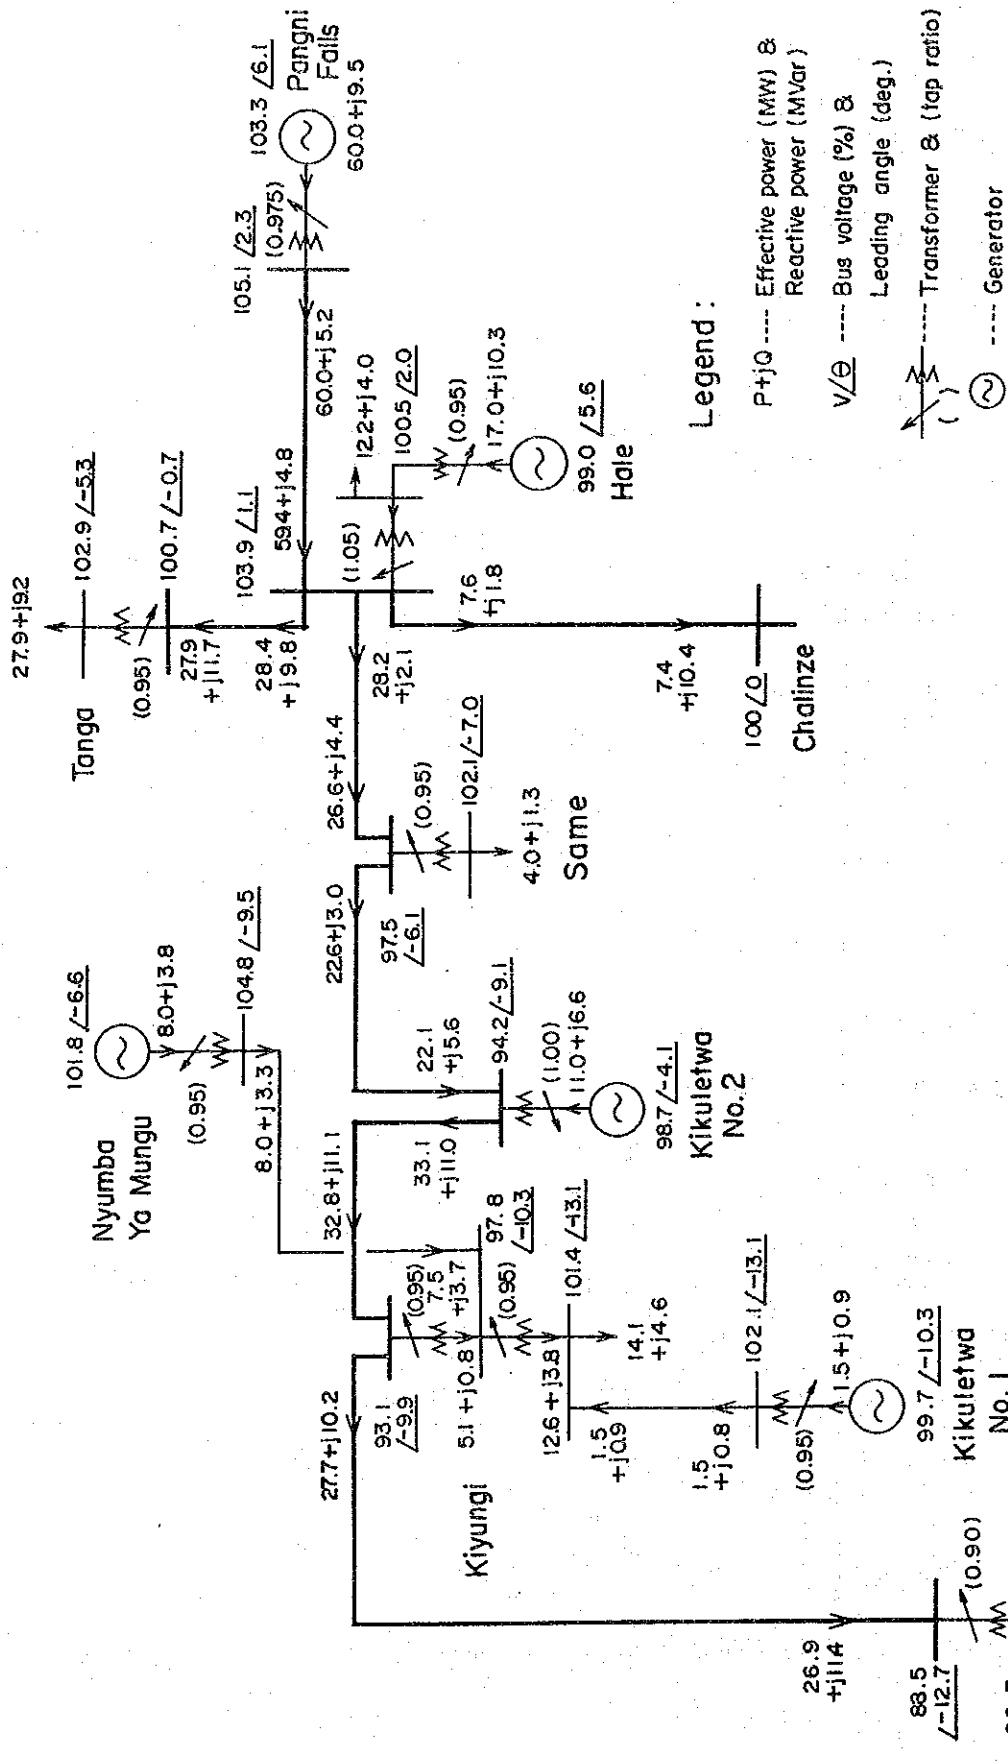 103.3 /6.1
Pangni
Falls
60.0+j9.5
105.1 /2.3
(0.975)
60.0+j5.2
12.2+j4.0
100.5 /2.0
(0.95)
17.0+j10.3
99.0 /5.6
Hale
27.9+j9.2
102.9 /-5.3
Tanga
(0.95)
100.7 /-0.7
27.9
+j11.7
28.4
+j9.8
103.9 /1.1
59.4+j4.8
(1.05)
7.6
+j1.8
7.4
+j10.4
100 /0
Chalinze
28.2
+j2.1
26.6+j4.4
(0.95)
102.1 /-7.0
4.0+j1.3
Same
97.5
/-6.1
22.6+j3.0
101.8 /-6.6
8.0+j3.8
Nyumba
Ya Mungu
(0.95)
104.8 /-9.5
8.0+j3.3
22.1
+j5.6
94.2 /-9.1
(1.00)
11.0+j6.6
98.7 /-4.1
Kikuletwa
No.2
33.1
+j11.0
32.8+j11.1
97.8
/-10.3
(0.95)
7.5
+j3.7
(0.95)
101.4 /-13.1
93.1
/-9.9
5.1+j0.8
12.6+j3.8
14.1
+j4.6
Kiyungi
1.5
+j0.9
1.5
+j0.8
102.1 /-13.1
(0.95)
1.5+j0.9
99.7 /-10.3
Kikuletwa
27.7+j10.2
26.9
+j11.4
88.5
/-12.7
(0.90)
Legend :
P+jQ ---- Effective power (MW) &
Reactive power (MVar)
V/θ ---- Bus voltage (%) &
Leading angle (deg.)
( ) ---- Transformer & (tap ratio)
---- Generator